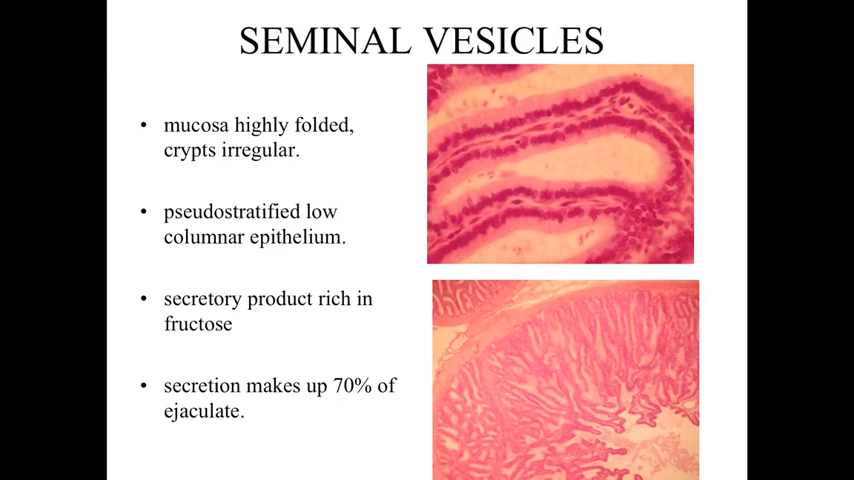 SEMINAL VESICLES
• mucosa highly folded,
crypts irregular.
• pseudostratified low
columnar epithelium.
• secretory product rich in
fructose
• secretion makes up 70% of
ejaculate.